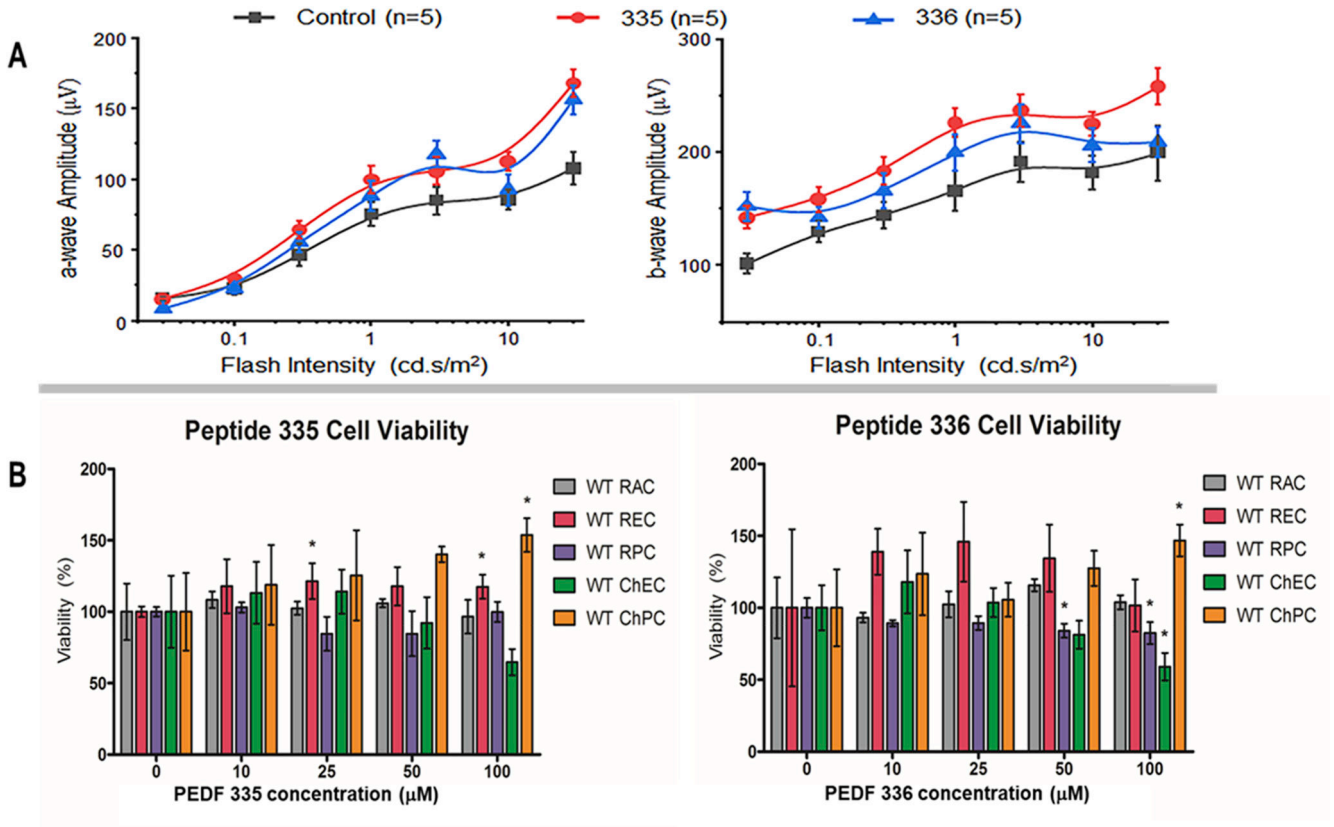 Control (n=5) 335 (n=5) 336 (n=5)
A
200
150
100
50
0
a-wave Amplitude (μV)
0.1 1 10
Flash Intensity (cd.s/m²)
300
200
100
b-wave Amplitude (μV)
0.1 1 10
Flash Intensity (cd.s/m²)
B
Peptide 335 Cell Viability
200
150
100
50
0
Viability (%)
* * *
WT RAC
WT REC
WT RPC
WT ChEC
WT ChPC
0 10 25 50 100
PEDF 335 concentration (μM)
Peptide 336 Cell Viability
200
150
100
50
0
Viability (%)
* * * *
WT RAC
WT REC
WT RPC
WT ChEC
WT ChPC
0 10 25 50 100
PEDF 336 concentration (μM)